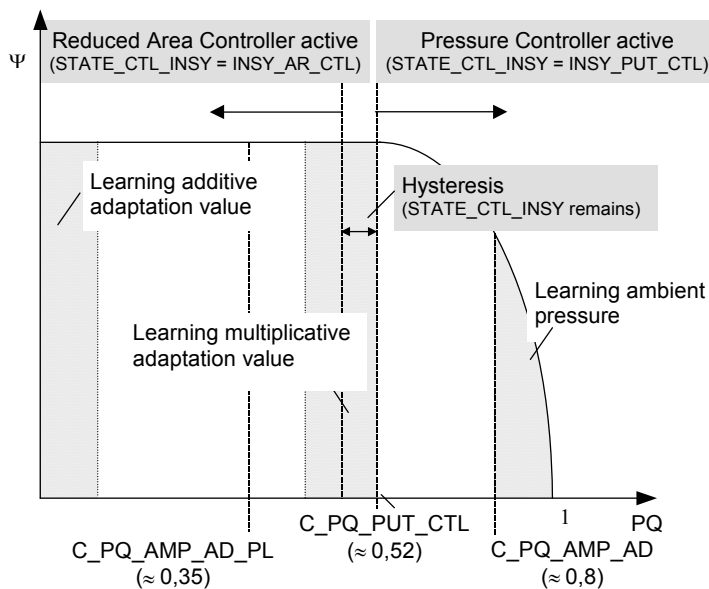 Reduced Area Controller active
(STATE_CTL_INSY = INSY_AR_CTL)
Pressure Controller active
(STATE_CTL_INSY = INSY_PUT_CTL)
Ψ
Learning additive
adaptation value
Hysteresis
(STATE_CTL_INSY remains)
Learning multiplicative
adaptation value
Learning ambient
pressure
1
PQ
C_PQ_AMP_AD_PL
(≈ 0,35)
C_PQ_PUT_CTL
(≈ 0,52)
C_PQ_AMP_AD
(≈ 0,8)